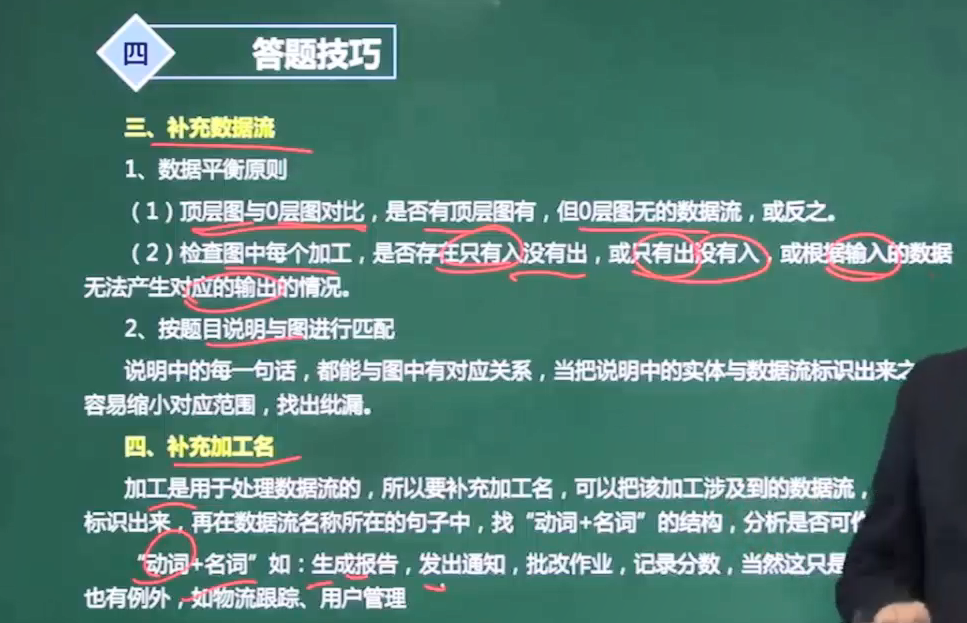 四
答题技巧
三、补充数据流
1、数据平衡原则
（1）顶层图与0层图对比，是否有顶层图有，但0层图无的数据流，或反之。
（2）检查图中每个加工，是否存在只有入没有出，或只有出没有入，或根据输入的数据
无法产生对应的输出的情况。
2、按题目说明与图进行匹配
说明中的每一句话，都能与图中有对应关系，当把说明中的实体与数据流标识出来之
容易缩小对应范围，找出纰漏。
四、补充加工名
加工是用于处理数据流的，所以要补充加工名，可以把该加工涉及到的数据流，
标识出来，再在数据流名称所在的句子中，找“动词+名词”的结构，分析是否可作
“动词+名词”如：生成报告，发出通知，批改作业，记录分数，当然这只是
也有例外，如物流跟踪、用户管理